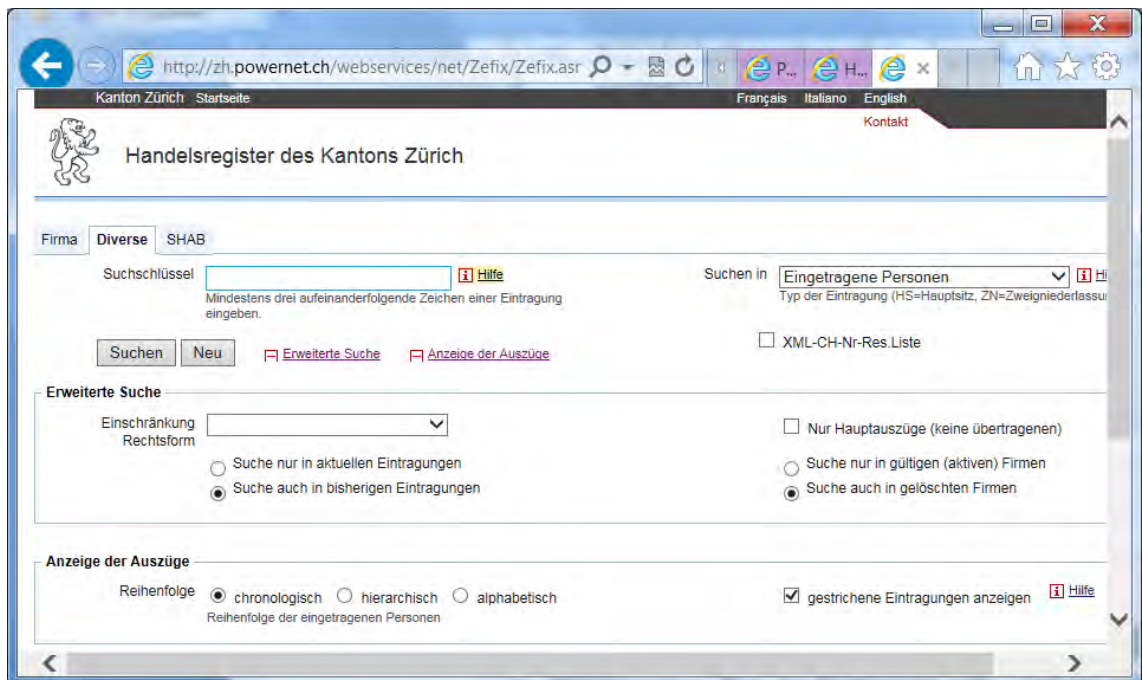 http://zh.powernet.ch/webservices/net/Zefix/Zefix.asr
P...
H...
Kanton Zürich Startseite
Français Italiano English
Kontakt
Handelsregister des Kantons Zürich
Firma Diverse SHAB
Suchschlüssel
Hilfe
Suchen in
Eingetragene Personen
Hi
Mindestens drei aufeinanderfolgende Zeichen einer Eintragung
eingeben.
Typ der Eintragung (HS=Hauptsitz, ZN=Zweigniederlassu
Suchen Neu Erweiterte Suche Anzeige der Auszüge
XML-CH-Nr-Res.Liste
Erweiterte Suche
Einschränkung
Rechtsform
Nur Hauptauszüge (keine übertragenen)
Suche nur in aktuellen Eintragungen
Suche nur in gültigen (aktiven) Firmen
Suche auch in bisherigen Eintragungen
Suche auch in gelöschten Firmen
Anzeige der Auszüge
Reihenfolge chronologisch hierarchisch alphabetisch
gestrichene Eintragungen anzeigen
Hilfe
Reihenfolge der eingetragenen Personen